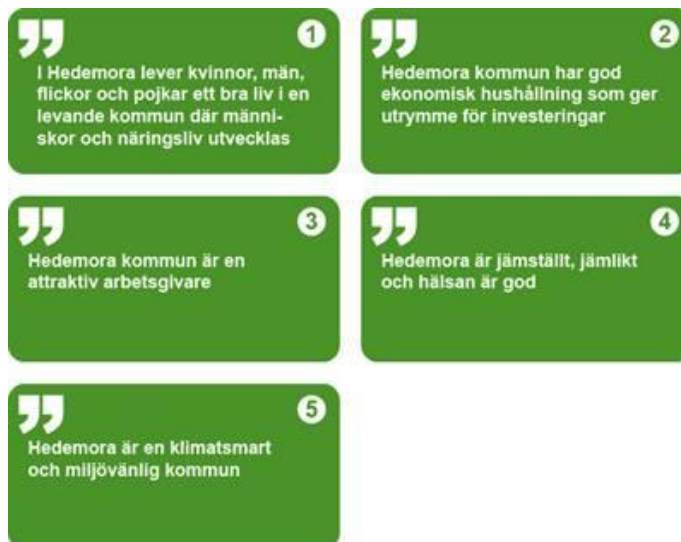 1
I Hedemora lever kvinnor, män,
flickor och pojkar ett bra liv i en
levande kommun där männi-
skor och näringsliv utvecklas
2
Hedemora kommun har god
ekonomisk hushållning som ger
utrymme för investeringar
3
Hedemora kommun är en
attraktiv arbetsgivare
4
Hedemora är jämställt, jämlikt
och hälsan är god
5
Hedemora är en klimatsmart
och miljövänlig kommun